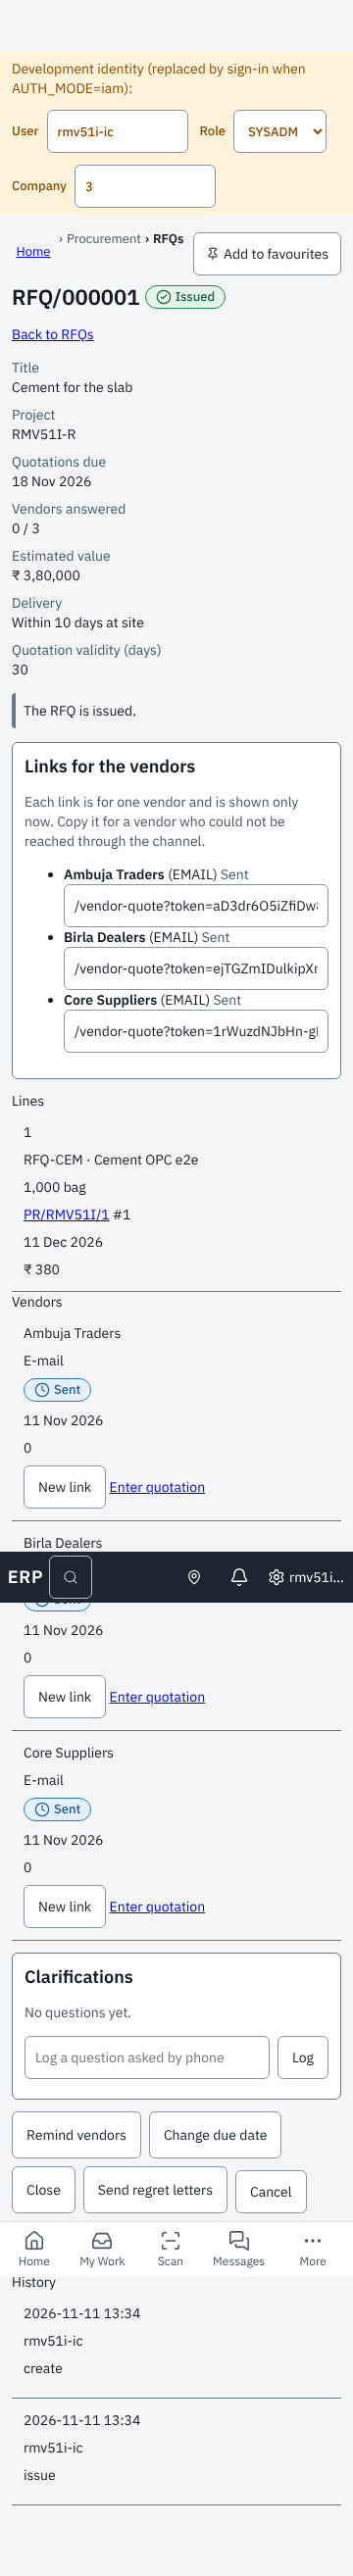 Development identity (replaced by sign-in when
AUTH_MODE=iam):
User rmv51i-ic Role SYSADM
Company 3
Home › Procurement › RFQs Add to favourites
RFQ/000001 Issued
Back to RFQs
Title
Cement for the slab
Project
RMV51I-R
Quotations due
18 Nov 2026
Vendors answered
0 / 3
Estimated value
₹ 3,80,000
Delivery
Within 10 days at site
Quotation validity (days)
30
The RFQ is issued.
Links for the vendors
Each link is for one vendor and is shown only
now. Copy it for a vendor who could not be
reached through the channel.
Ambuja Traders (EMAIL) Sent
/vendor-quote?token=aD3dr6O5iZfiDw
Birla Dealers (EMAIL) Sent
/vendor-quote?token=ejTGZmIDulkipX
Core Suppliers (EMAIL) Sent
/vendor-quote?token=1rWuzdNJbHn-g
Lines
1
RFQ-CEM · Cement OPC e2e
1,000 bag
PR/RMV51I/1 #1
11 Dec 2026
₹ 380
Vendors
Ambuja Traders
E-mail
Sent
11 Nov 2026
0
New link Enter quotation
Birla Dealers
ERP rmv51i...
11 Nov 2026
0
New link Enter quotation
Core Suppliers
E-mail
Sent
11 Nov 2026
0
New link Enter quotation
Clarifications
No questions yet.
Log a question asked by phone Log
Remind vendors Change due date
Close Send regret letters Cancel
Home My Work Scan Messages More
History
2026-11-11 13:34
rmv51i-ic
create
2026-11-11 13:34
rmv51i-ic
issue